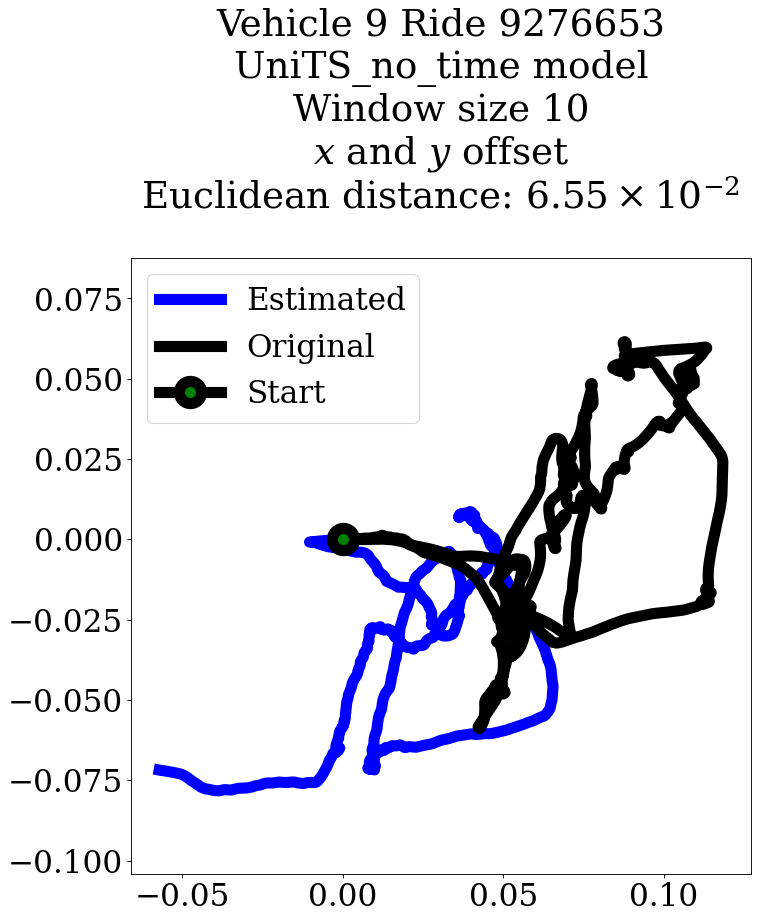 Vehicle 9 Ride 9276653
UniTS_no_time model
Window size 10
x and y offset
Euclidean distance: 6.55 × 10⁻²
Estimated
Original
Start
0.075
0.050
0.025
0.000
−0.025
−0.050
−0.075
−0.100
−0.05 0.00 0.05 0.10